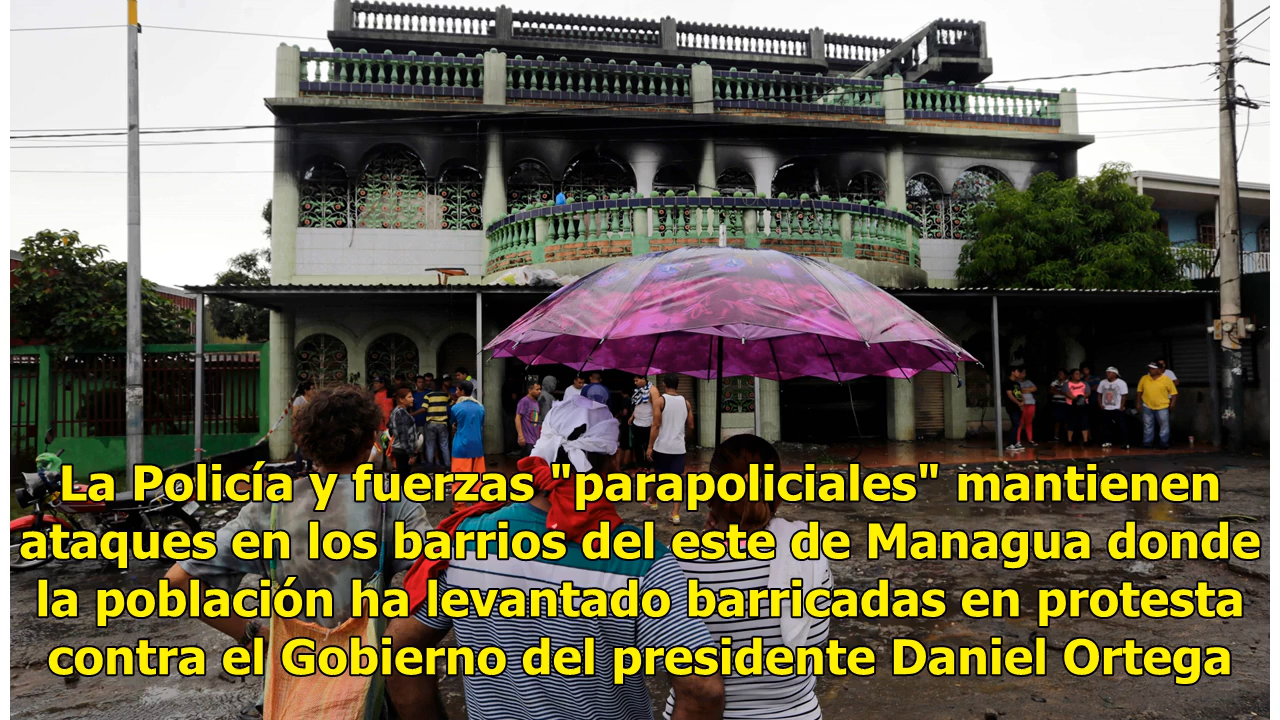 La Policía y fuerzas "parapoliciales" mantienen
ataques en los barrios del este de Managua donde
la población ha levantado barricadas en protesta
contra el Gobierno del presidente Daniel Ortega